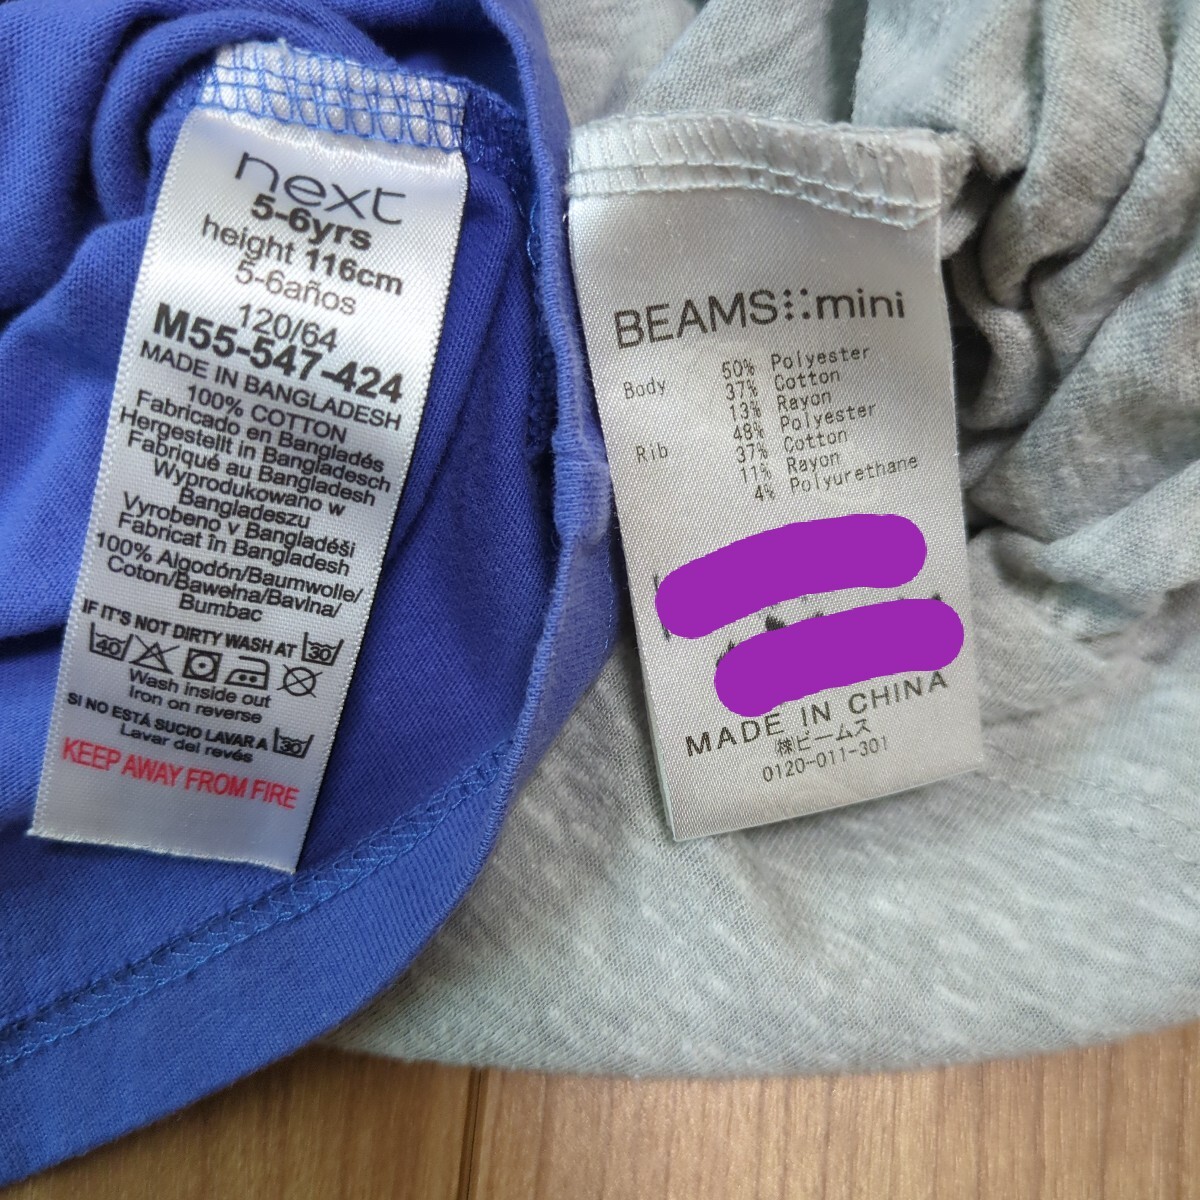 next
5-6yrs
height 116cm
5-6años
120/64
M55-547-424
MADE IN BANGLADESH
100% COTTON
Fabricado en Bangladés
Hergestellt in Bangladesch
Fabriqué au Bangladesh
Wyprodukowano w
Bangladeszu
Vyrobeno v Bangladéši
Fabricat în Bangladesh
100% Algodón/Baumwolle/
Coton/Bawełna/Bavlna/
Bumbac
IF IT'S NOT DIRTY WASH AT 30
40
Wash inside out
Iron on reverse
SI NO ESTÁ SUCIO LAVAR A 30
Lavar del revés
KEEP AWAY FROM FIRE
BEAMS mini
Body 50% Polyester
37% Cotton
13% Rayon
Rib 48% Polyester
37% Cotton
11% Rayon
4% Polyurethane
MADE IN CHINA
㈱ビームス
0120-011-301